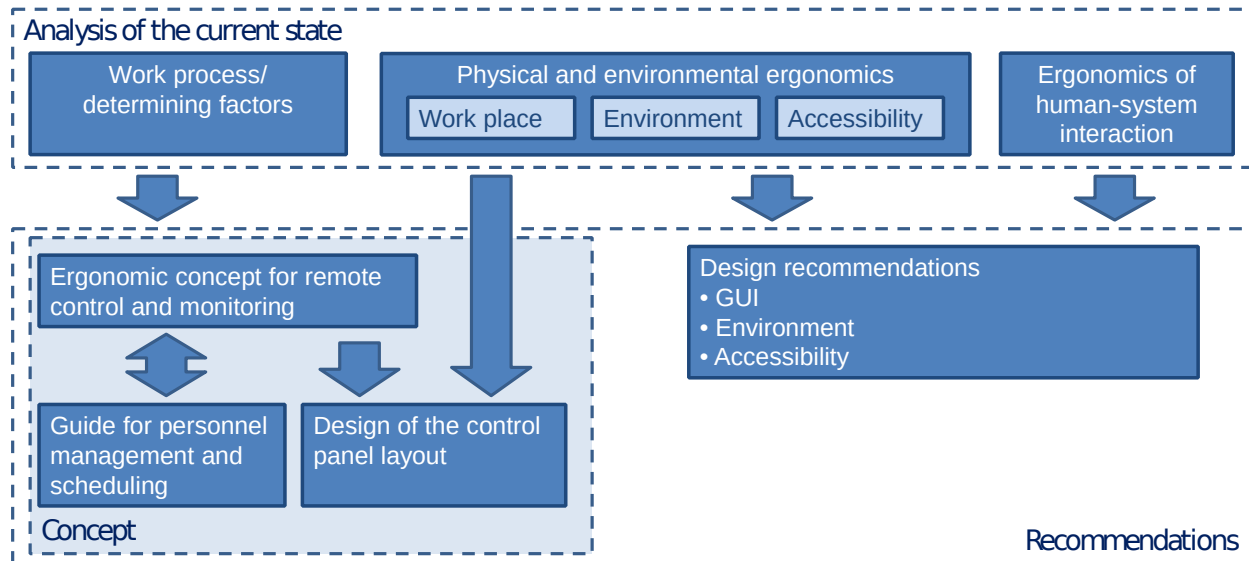 Analysis of the current state
Work process/
determining factors
Physical and environmental ergonomics
Work place
Environment
Accessibility
Ergonomics of
human-system
interaction
Ergonomic concept for remote
control and monitoring
Guide for personnel
management and
scheduling
Design of the control
panel layout
Concept
Design recommendations
• GUI
• Environment
• Accessibility
Recommendations